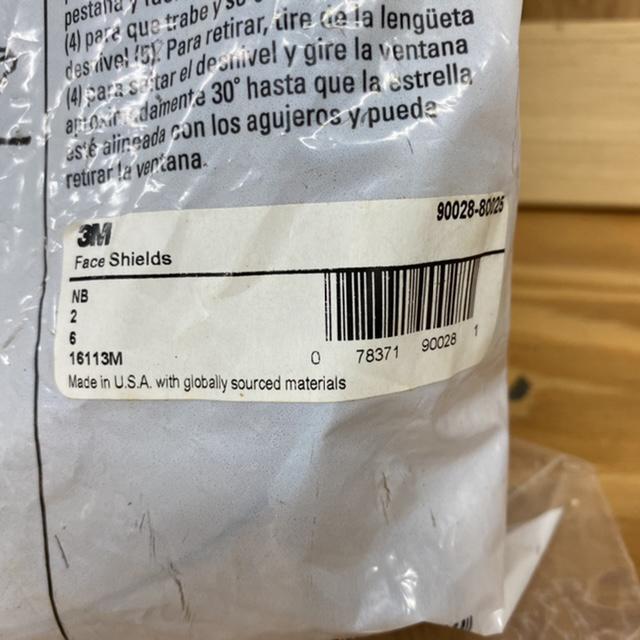 (4) para que trabe y su
desnivel (5). Para retirar, tire de la lengüeta
(4) para saltar el desnivel y gire la ventana
aproximadamente 30° hasta que la estrella
esté alineada con los agujeros y pueda
retirar la ventana.
90028-80025
3M
Face Shields
NB
2
6
16113M
0 78371 90028 1
Made in U.S.A. with globally sourced materials